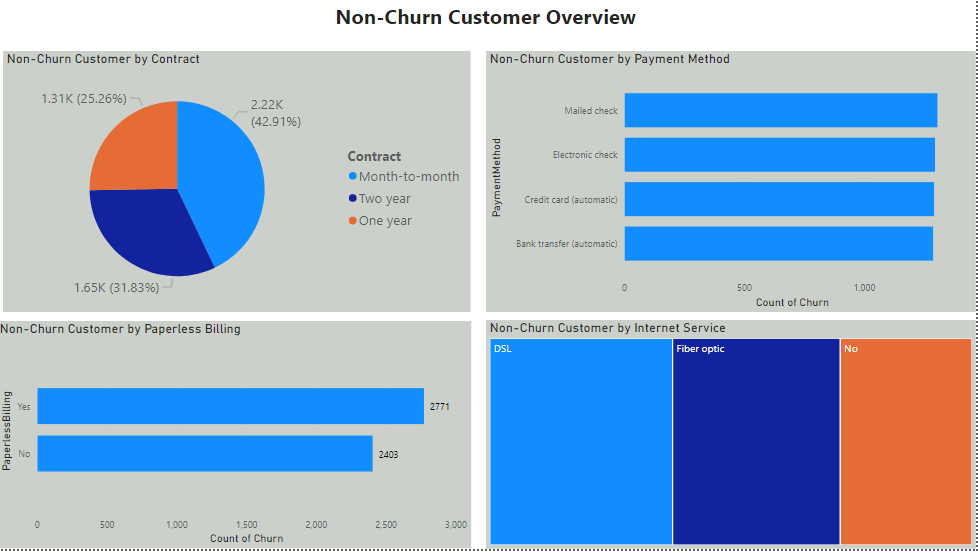 Non-Churn Customer Overview
Non-Churn Customer by Contract
1.31K (25.26%)
2.22K
(42.91%)
1.65K (31.83%)
Contract
Month-to-month
Two year
One year
Non-Churn Customer by Payment Method
PaymentMethod
Mailed check
Electronic check
Credit card (automatic)
Bank transfer (automatic)
0 500 1,000
Count of Churn
Non-Churn Customer by Paperless Billing
PaperlessBilling
Yes 2771
No 2403
0 500 1,000 1,500 2,000 2,500 3,000
Count of Churn
Non-Churn Customer by Internet Service
DSL Fiber optic No